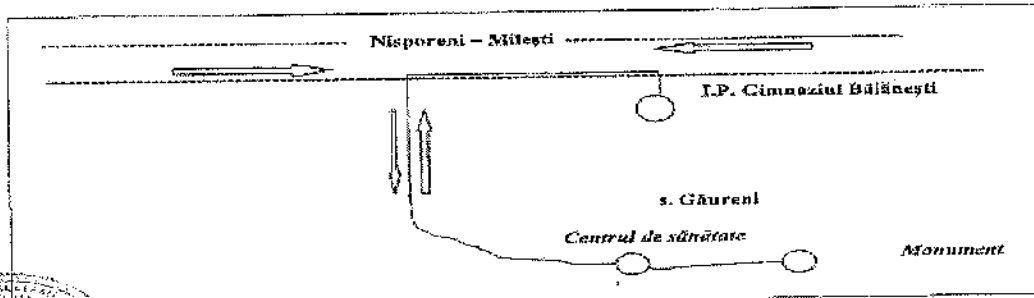 Nisporeni – Milești
I.P. Gimnaziul Bălănești
s. Găureni
Centrul de sănătate
Monument